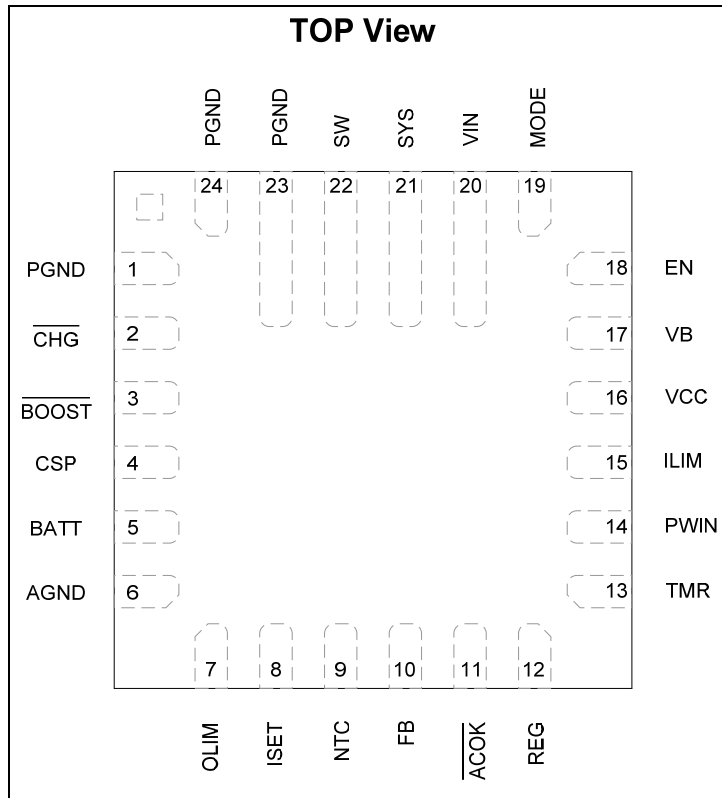 TOP View
PGND PGND SW SYS VIN MODE
24 23 22 21 20 19
PGND 1 18 EN
CHG 2 17 VB
BOOST 3 16 VCC
CSP 4 15 ILIM
BATT 5 14 PWIN
AGND 6 13 TMR
7 8 9 10 11 12
OLIM ISET NTC FB ACOK REG